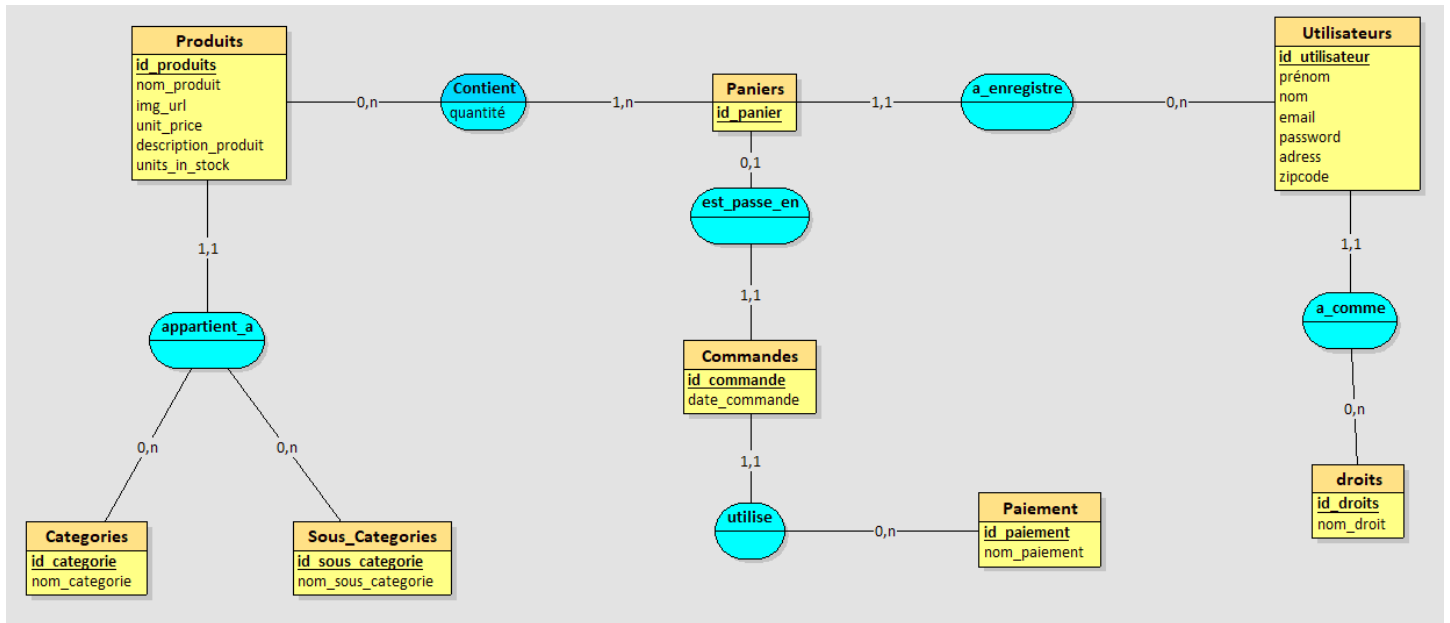 Produits
id_produits
nom_produit
img_url
unit_price
description_produit
units_in_stock
0,n
Contient
quantité
1,n
Paniers
id_panier
1,1
a_enregistre
0,n
Utilisateurs
id_utilisateur
prénom
nom
email
password
adress
zipcode
0,1
est_passe_en
1,1
1,1
appartient_a
0,n
0,n
1,1
a_comme
0,n
Commandes
id_commande
date_commande
1,1
utilise
0,n
Paiement
id_paiement
nom_paiement
droits
id_droits
nom_droit
Categories
id_categorie
nom_categorie
Sous_Categories
id_sous_categorie
nom_sous_categorie